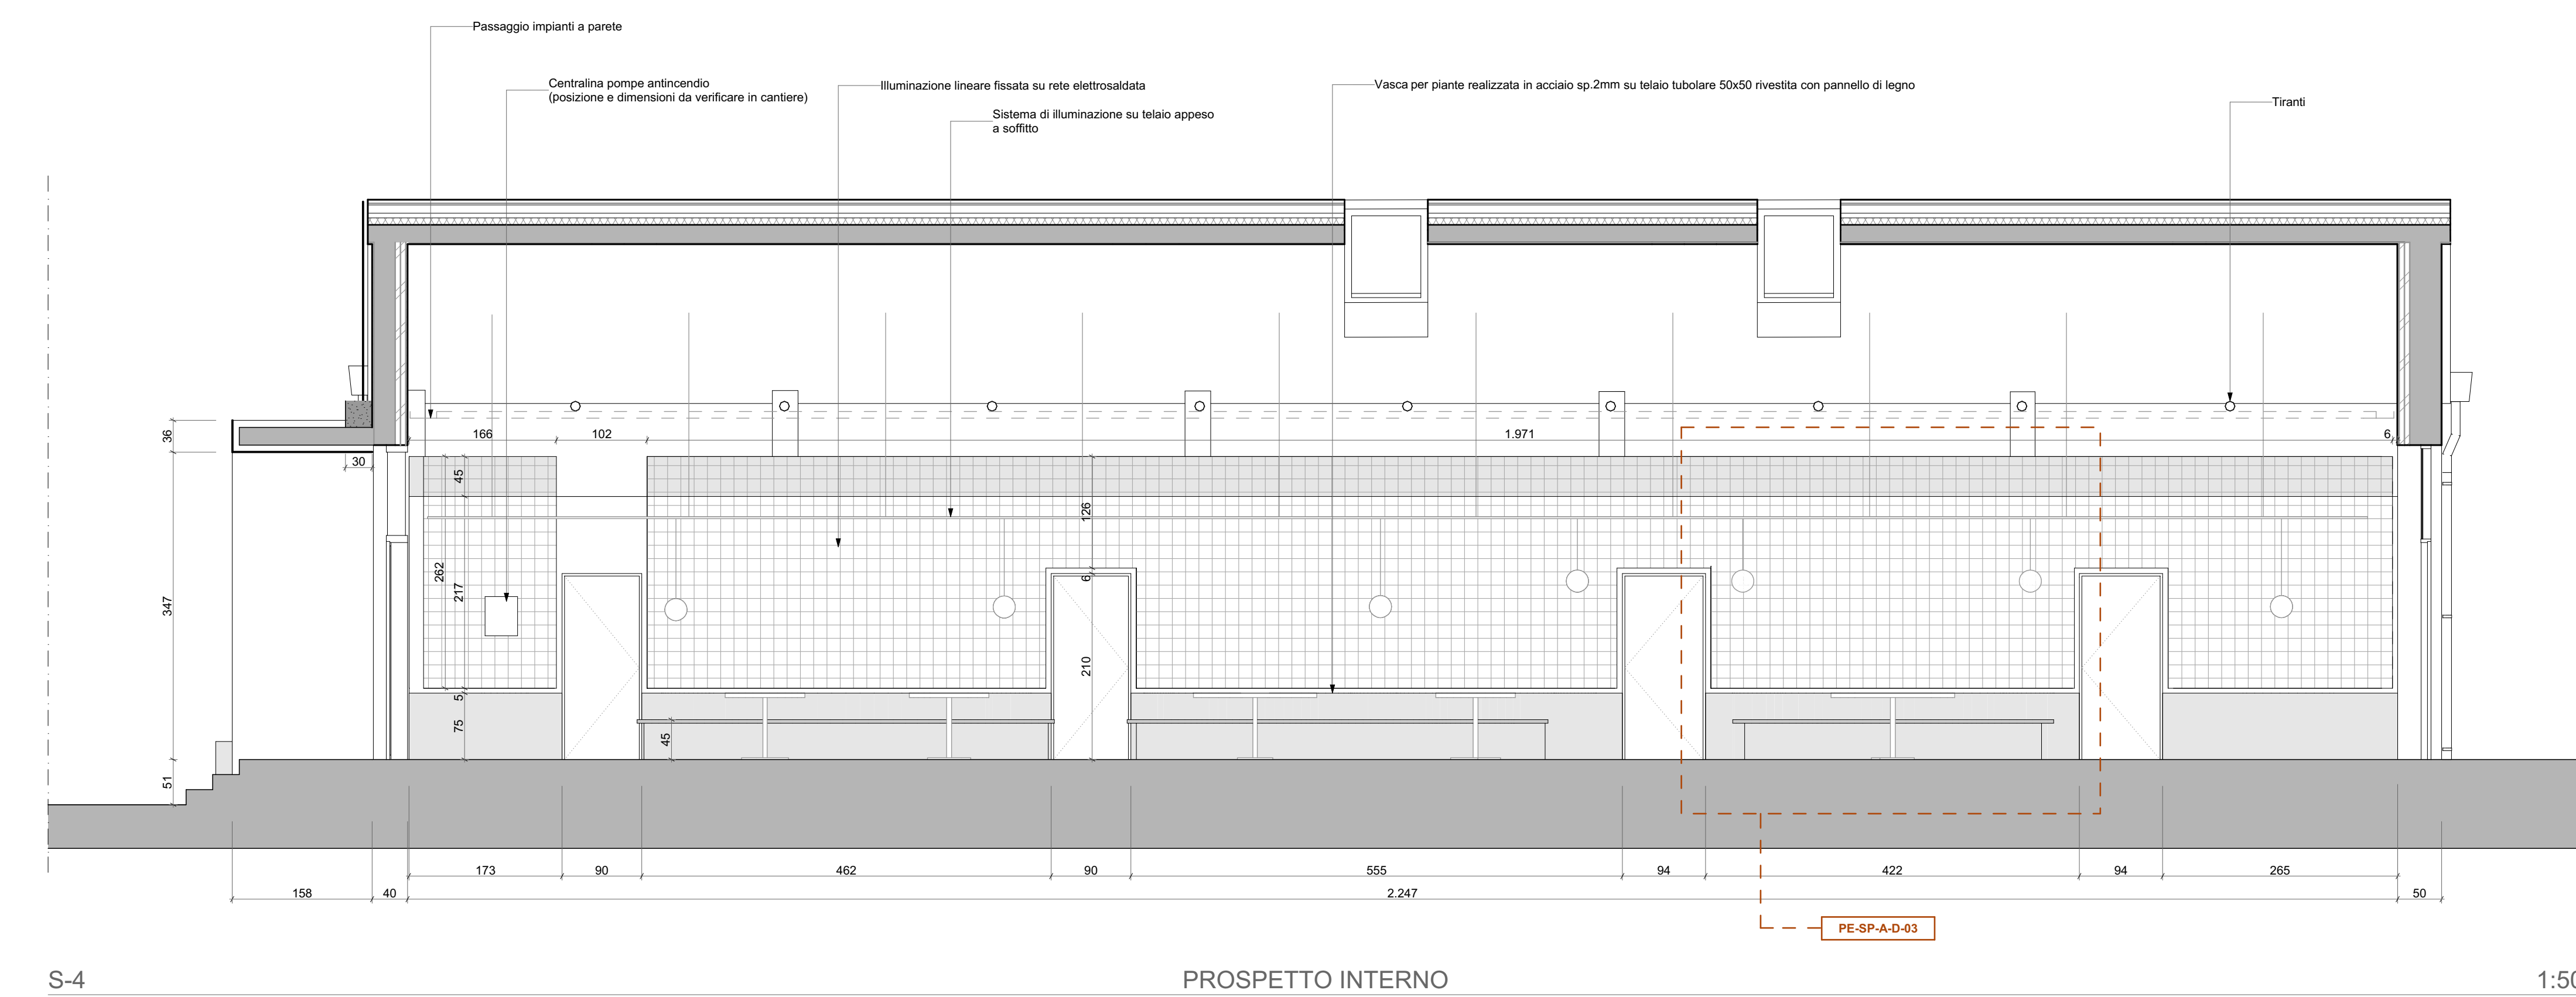 Passaggio impianti a parete
Centralina pompe antincendio
(posizione e dimensioni da verificare in cantiere)
Illuminazione lineare fissata su rete elettrosaldata
Sistema di illuminazione su telaio appeso
a soffitto
Vasca per piante realizzata in acciaio sp.2mm su telaio tubolare 50x50 rivestita con pannello di legno
Tiranti
36
30
347
51
166
102
1.971
6
45
262
217
5
75
45
126
6
210
173
90
462
90
555
94
422
94
265
158
40
2.247
50
PE-SP-A-D-03
S-4
PROSPETTO INTERNO
1:50